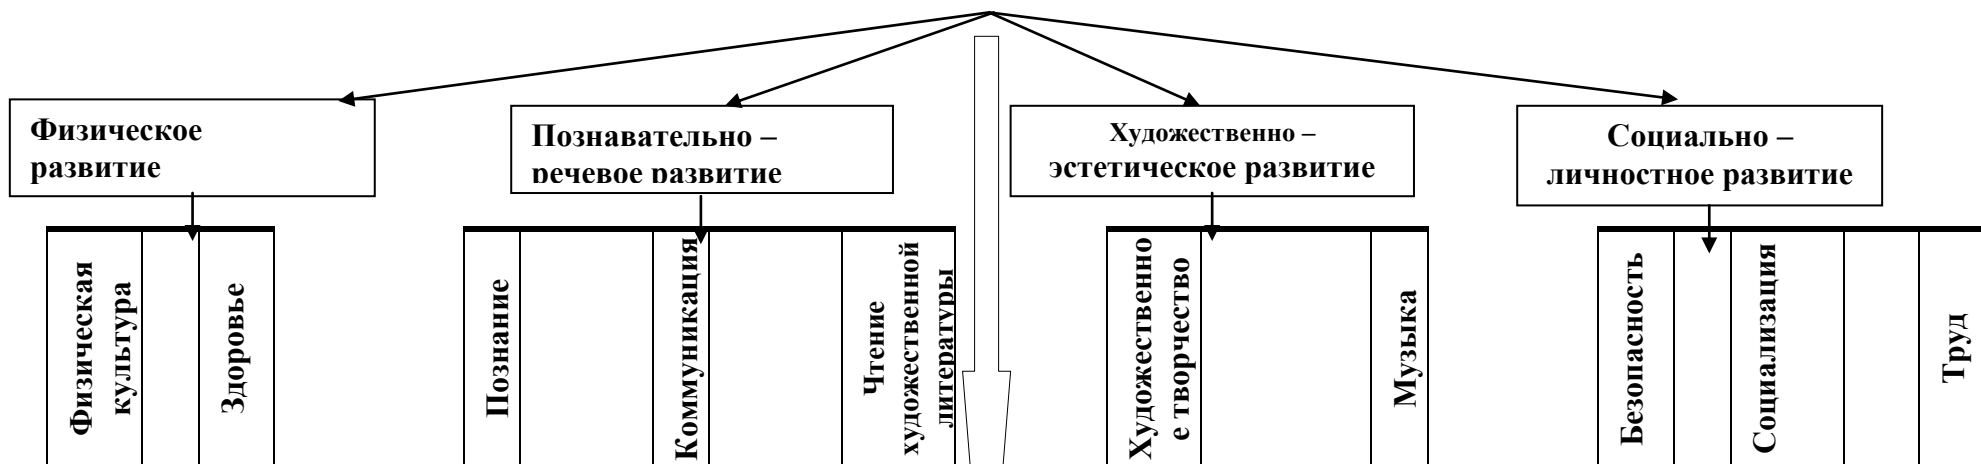 Физическое
развитие
Познавательно –
речевое развитие
Художественно –
эстетическое развитие
Социально –
личностное развитие
Физическая
культура
Здоровье
Познание
Коммуникация
Чтение
художественной
литературы
Художественно
е творчество
Музыка
Безопасность
Социализация
Труд